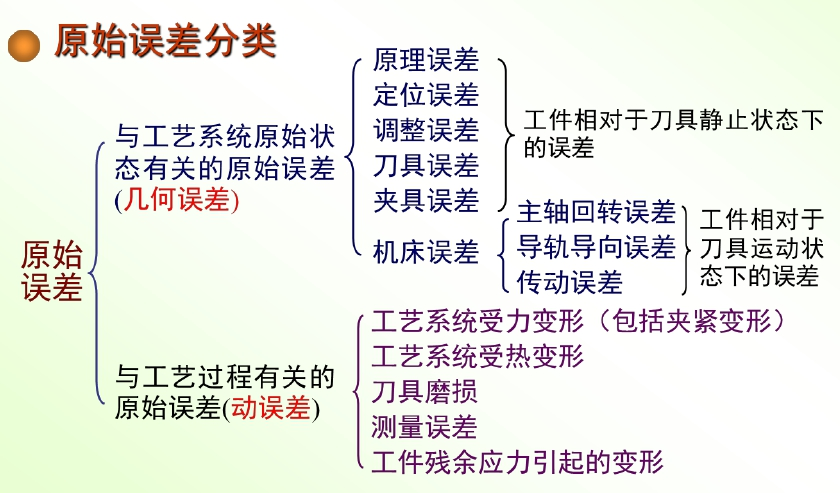 原始误差分类
原始
误差
与工艺系统原始状
态有关的原始误差
(几何误差)
原理误差
定位误差
调整误差
刀具误差
夹具误差
工件相对于刀具静止状态下
的误差
机床误差
主轴回转误差
导轨导向误差
传动误差
工件相对于
刀具运动状
态下的误差
与工艺过程有关的
原始误差(动误差)
工艺系统受力变形（包括夹紧变形）
工艺系统受热变形
刀具磨损
测量误差
工件残余应力引起的变形